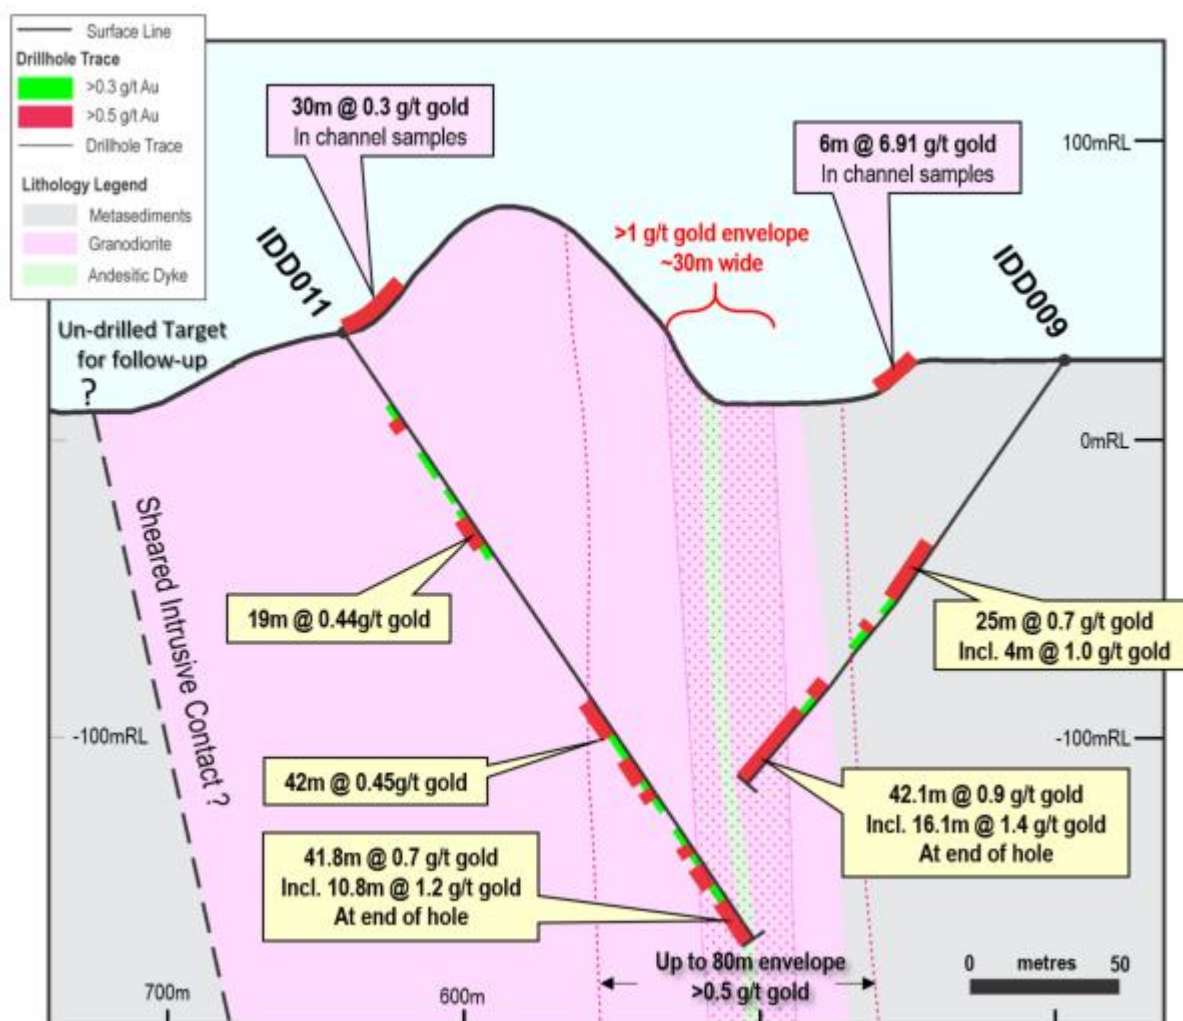 Surface Line
Drillhole Trace
>0.3 g/t Au
>0.5 g/t Au
Drillhole Trace
Lithology Legend
Metasediments
Granodiorite
Andesitic Dyke
30m @ 0.3 g/t gold
In channel samples
6m @ 6.91 g/t gold
In channel samples
100mRL
>1 g/t gold envelope
~30m wide
IDD011
IDD009
Un-drilled Target
for follow-up
?
0mRL
Sheared Intrusive Contact ?
19m @ 0.44g/t gold
25m @ 0.7 g/t gold
Incl. 4m @ 1.0 g/t gold
-100mRL
-100mRL
42m @ 0.45g/t gold
42.1m @ 0.9 g/t gold
Incl. 16.1m @ 1.4 g/t gold
At end of hole
41.8m @ 0.7 g/t gold
Incl. 10.8m @ 1.2 g/t gold
At end of hole
Up to 80m envelope
>0.5 g/t gold
0 metres 50
700m
600m